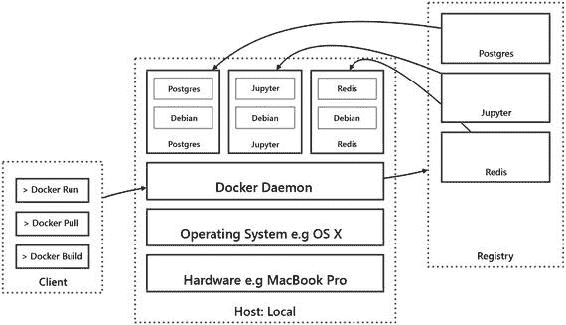 > Docker Run
> Docker Pull
> Docker Build
Client
Postgres
Debian
Postgres
Jupyter
Debian
Jupyter
Redis
Debian
Redis
Docker Daemon
Operating System e.g OS X
Hardware e.g MacBook Pro
Host: Local
Postgres
Jupyter
Redis
Registry